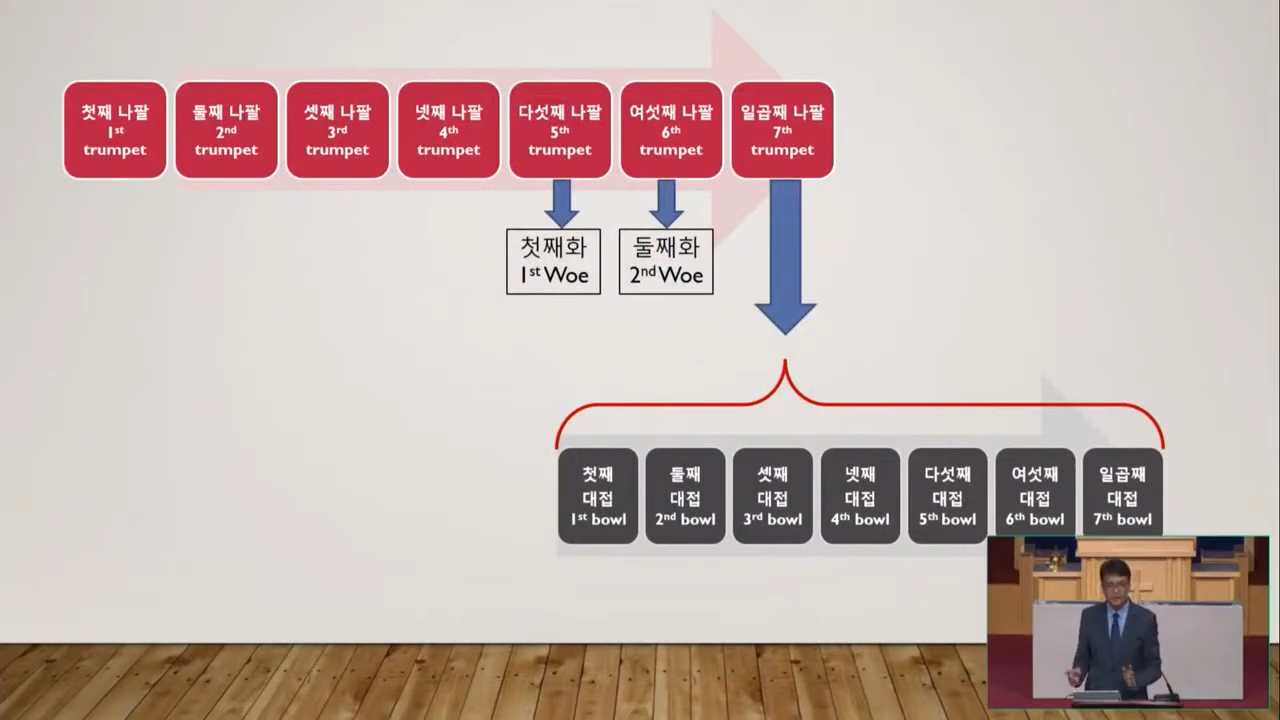 첫째 나팔
1st
trumpet
둘째 나팔
2nd
trumpet
셋째 나팔
3rd
trumpet
넷째 나팔
4th
trumpet
다섯째 나팔
5th
trumpet
여섯째 나팔
6th
trumpet
일곱째 나팔
7th
trumpet
첫째화
1st Woe
둘째화
2nd Woe
첫째
대접
1st bowl
둘째
대접
2nd bowl
셋째
대접
3rd bowl
넷째
대접
4th bowl
다섯째
대접
5th bowl
여섯째
대접
6th bowl
일곱째
대접
7th bowl